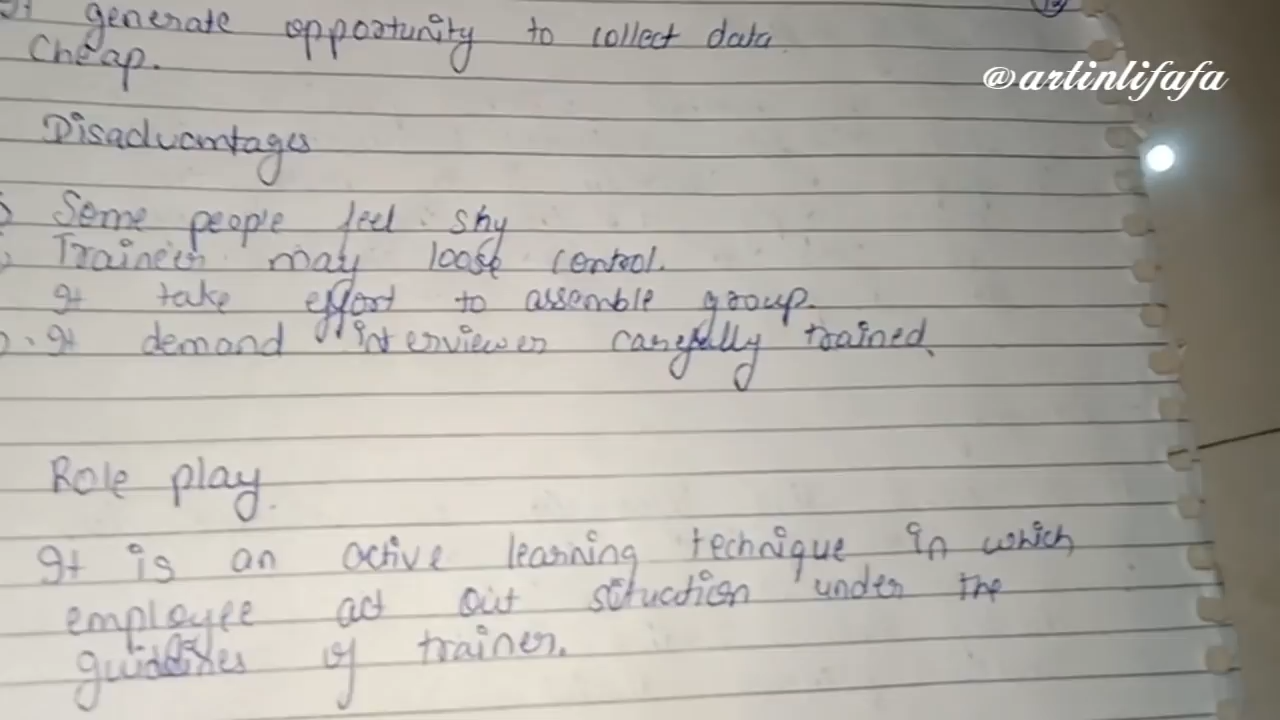 generate opportunity to collect data
Cheap.
@artinlifafa
Disadvantages
Some people feel shy
Trainers may loose control.
It take effort to assemble group.
It demand interviewer carefully trained.
Role play.
It is an active learning technique in which
employee act out situation under the
of trainer.